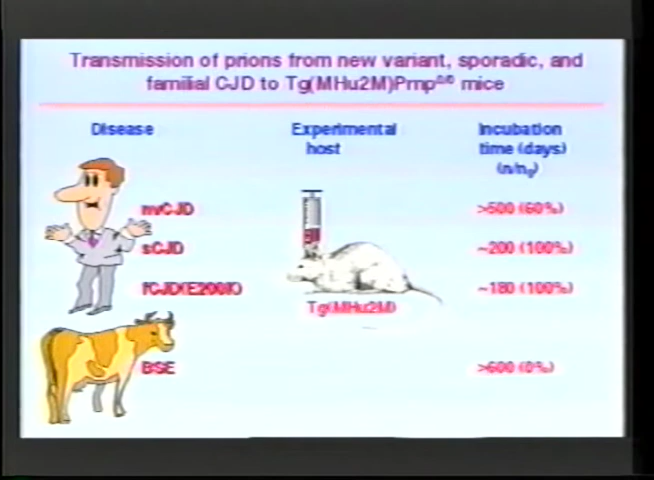 Transmission of prions from new variant, sporadic, and
familial CJD to Tg(MHu2M)Prnp⁰/⁰ mice
Disease
Experimental
host
Incubation
time (days)
(n/n₀)
nvCJD
>500 (60%)
sCJD
~200 (100%)
fCJD(E200K)
~180 (100%)
Tg(MHu2M)
BSE
>600 (0%)